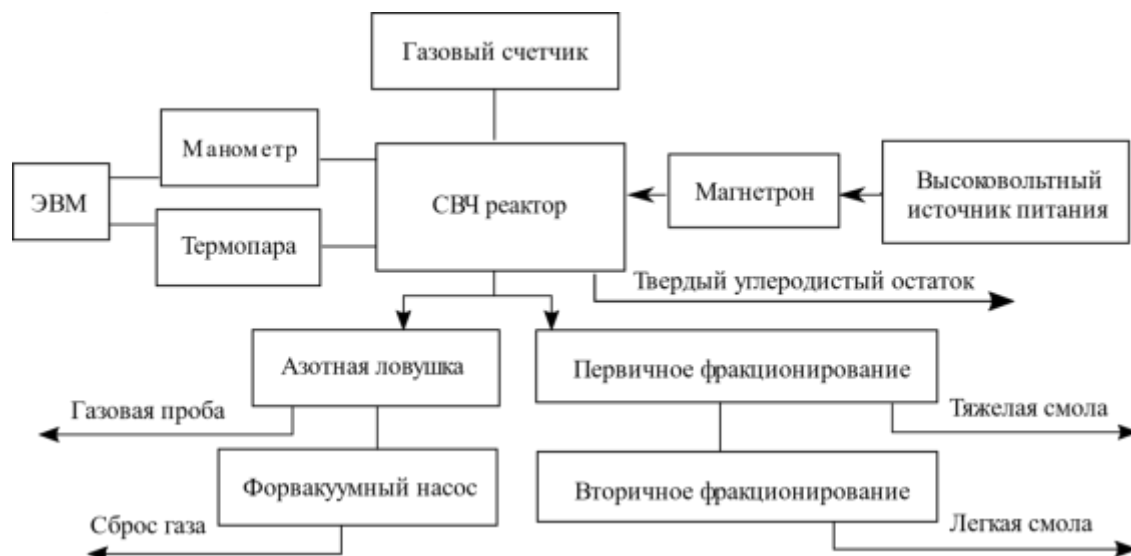 Газовый счетчик
Манометр
ЭВМ
СВЧ реактор
Магнетрон
Высоковольтный
источник питания
Термопара
Твердый углеродистый остаток
Азотная ловушка
Первичное фракционирование
Газовая проба
Тяжелая смола
Форвакуумный насос
Вторичное фракционирование
Сброс газа
Легкая смола